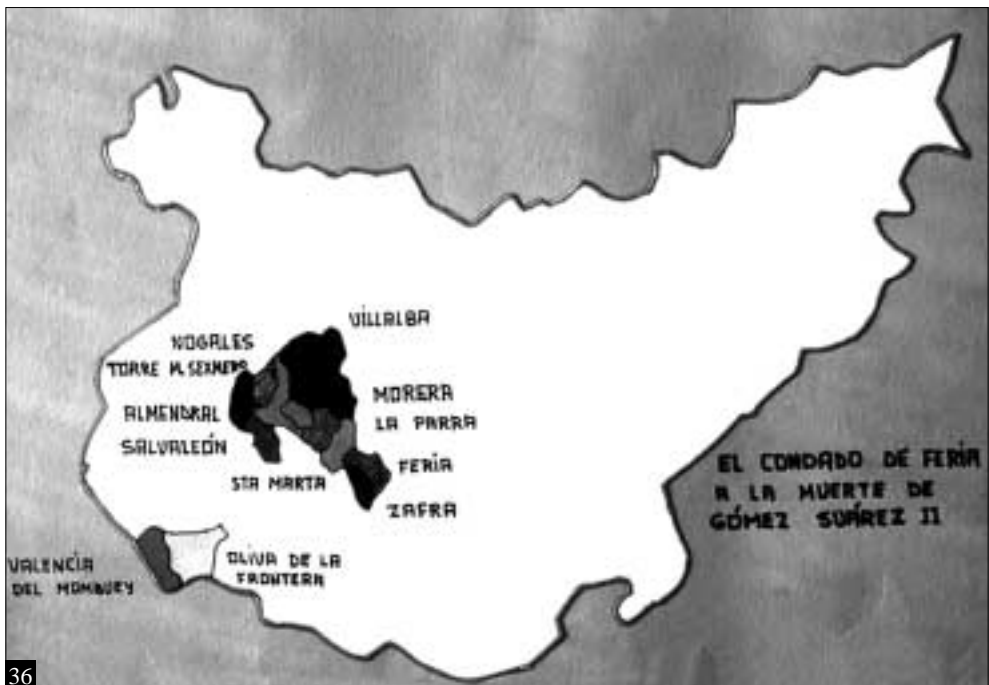 VILLALBA
NOGALES
TORRE M. SEXMERO
ALMENDRAL
SALVALEÓN
MORERA
LA PARRA
STA MARTA
FERIA
ZAFRA
EL CONDADO DE FERIA
A LA MUERTE DE
GÓMEZ SUÁREZ II
VALENCIA
DEL MOMBUEY
OLIVA DE LA
FRONTERA
36